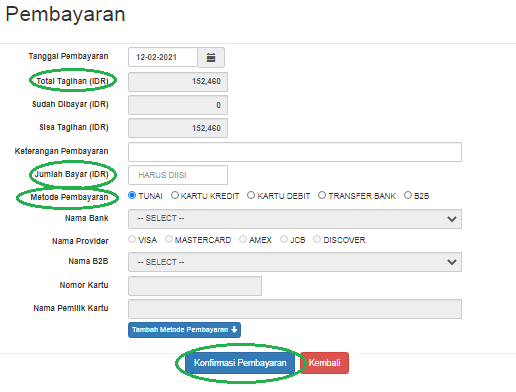 Pembayaran
Tanggal Pembayaran 12-02-2021
Total Tagihan (IDR) 152,460
Sudah Dibayar (IDR) 0
Sisa Tagihan (IDR) 152,460
Keterangan Pembayaran
Jumlah Bayar (IDR) HARUS DIISI
Metode Pembayaran TUNAI KARTU KREDIT KARTU DEBIT TRANSFER BANK B2B
Nama Bank -- SELECT --
Nama Provider VISA MASTERCARD AMEX JCB DISCOVER
Nama B2B -- SELECT --
Nomor Kartu
Nama Pemilik Kartu
Tambah Metode Pembayaran
Konfirmasi Pembayaran Kembali